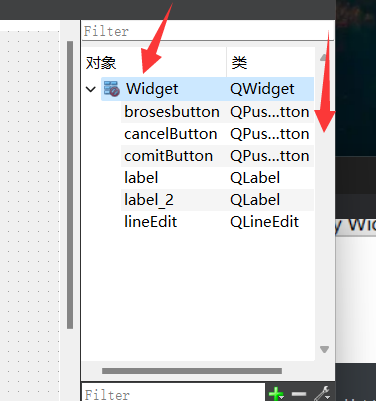 Filter
对象 类
Widget QWidget
brosesbutton QPus...tton
cancelButton QPus...tton
comitButton QPus...tton
label QLabel
label_2 QLabel
lineEdit QLineEdit
y Wid
Filter